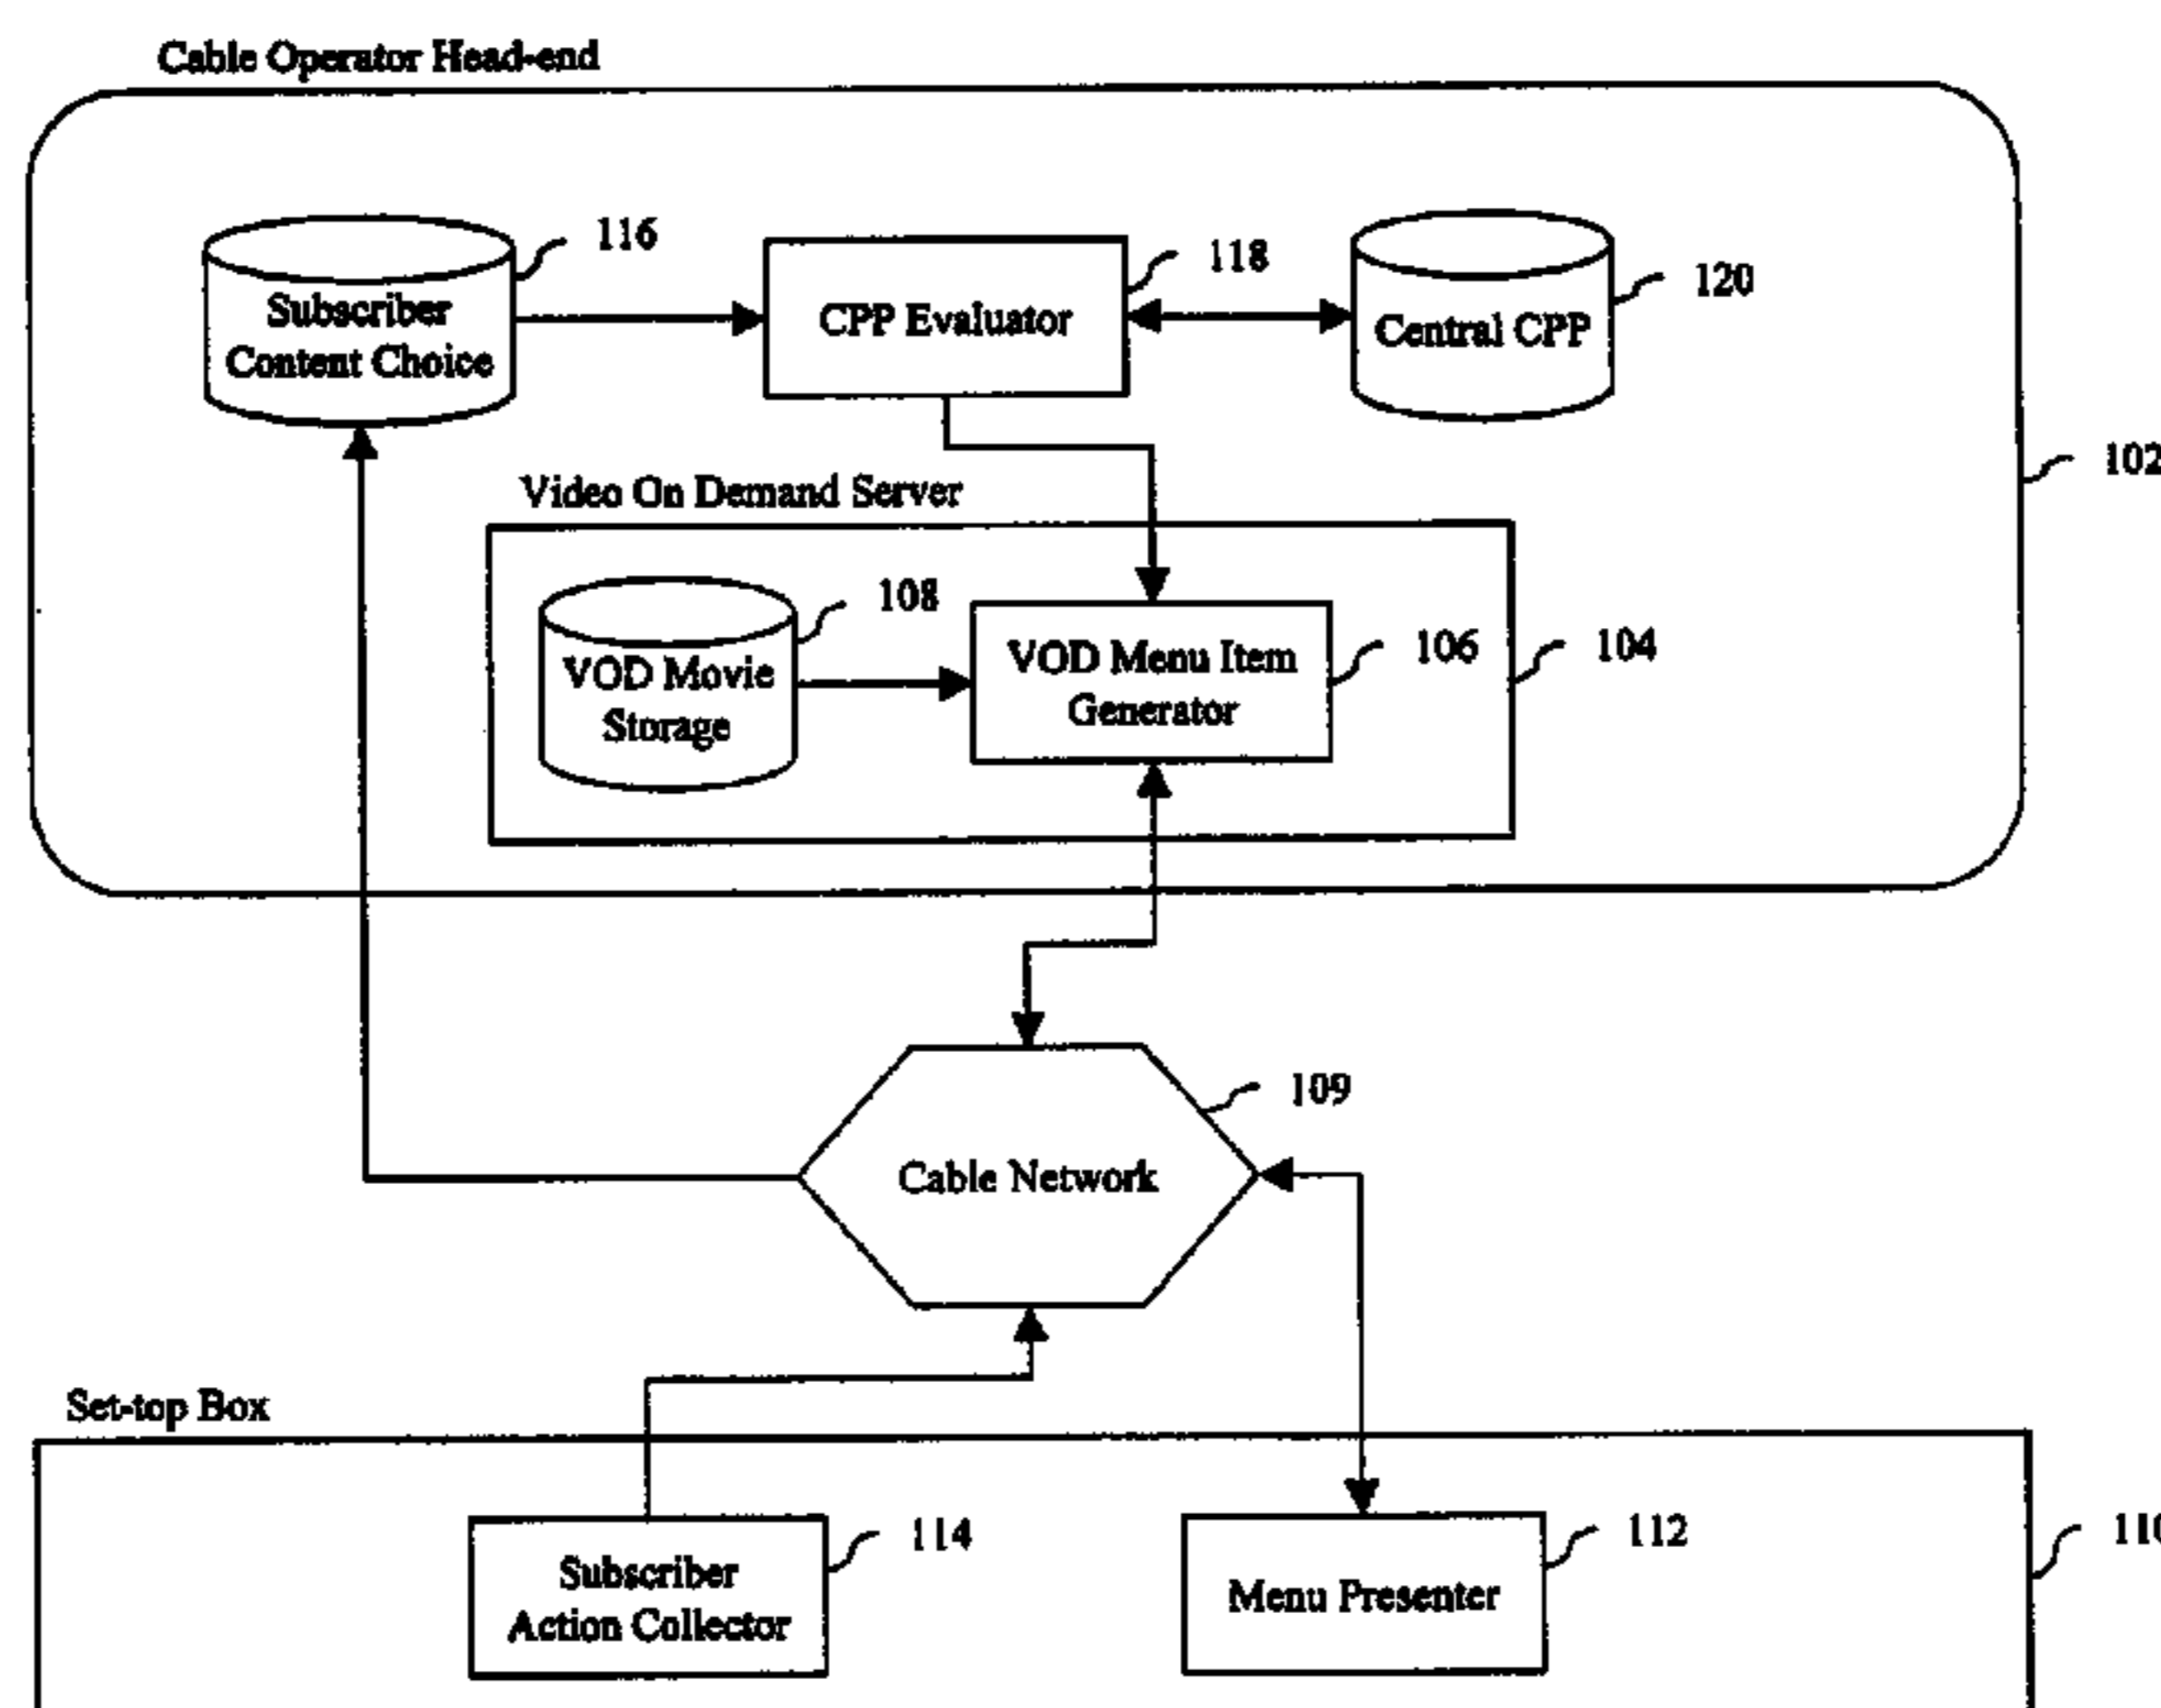 Cable Operator Head-end
116
118
120
Subscriber
Content Choice
CPP Evaluator
Central CPP
102
Video On Demand Server
108
106
104
VOD Movie
Storage
VOD Menu Item
Generator
109
Cable Network
Set-top Box
114
112
110
Subscriber
Action Collector
Menu Presenter